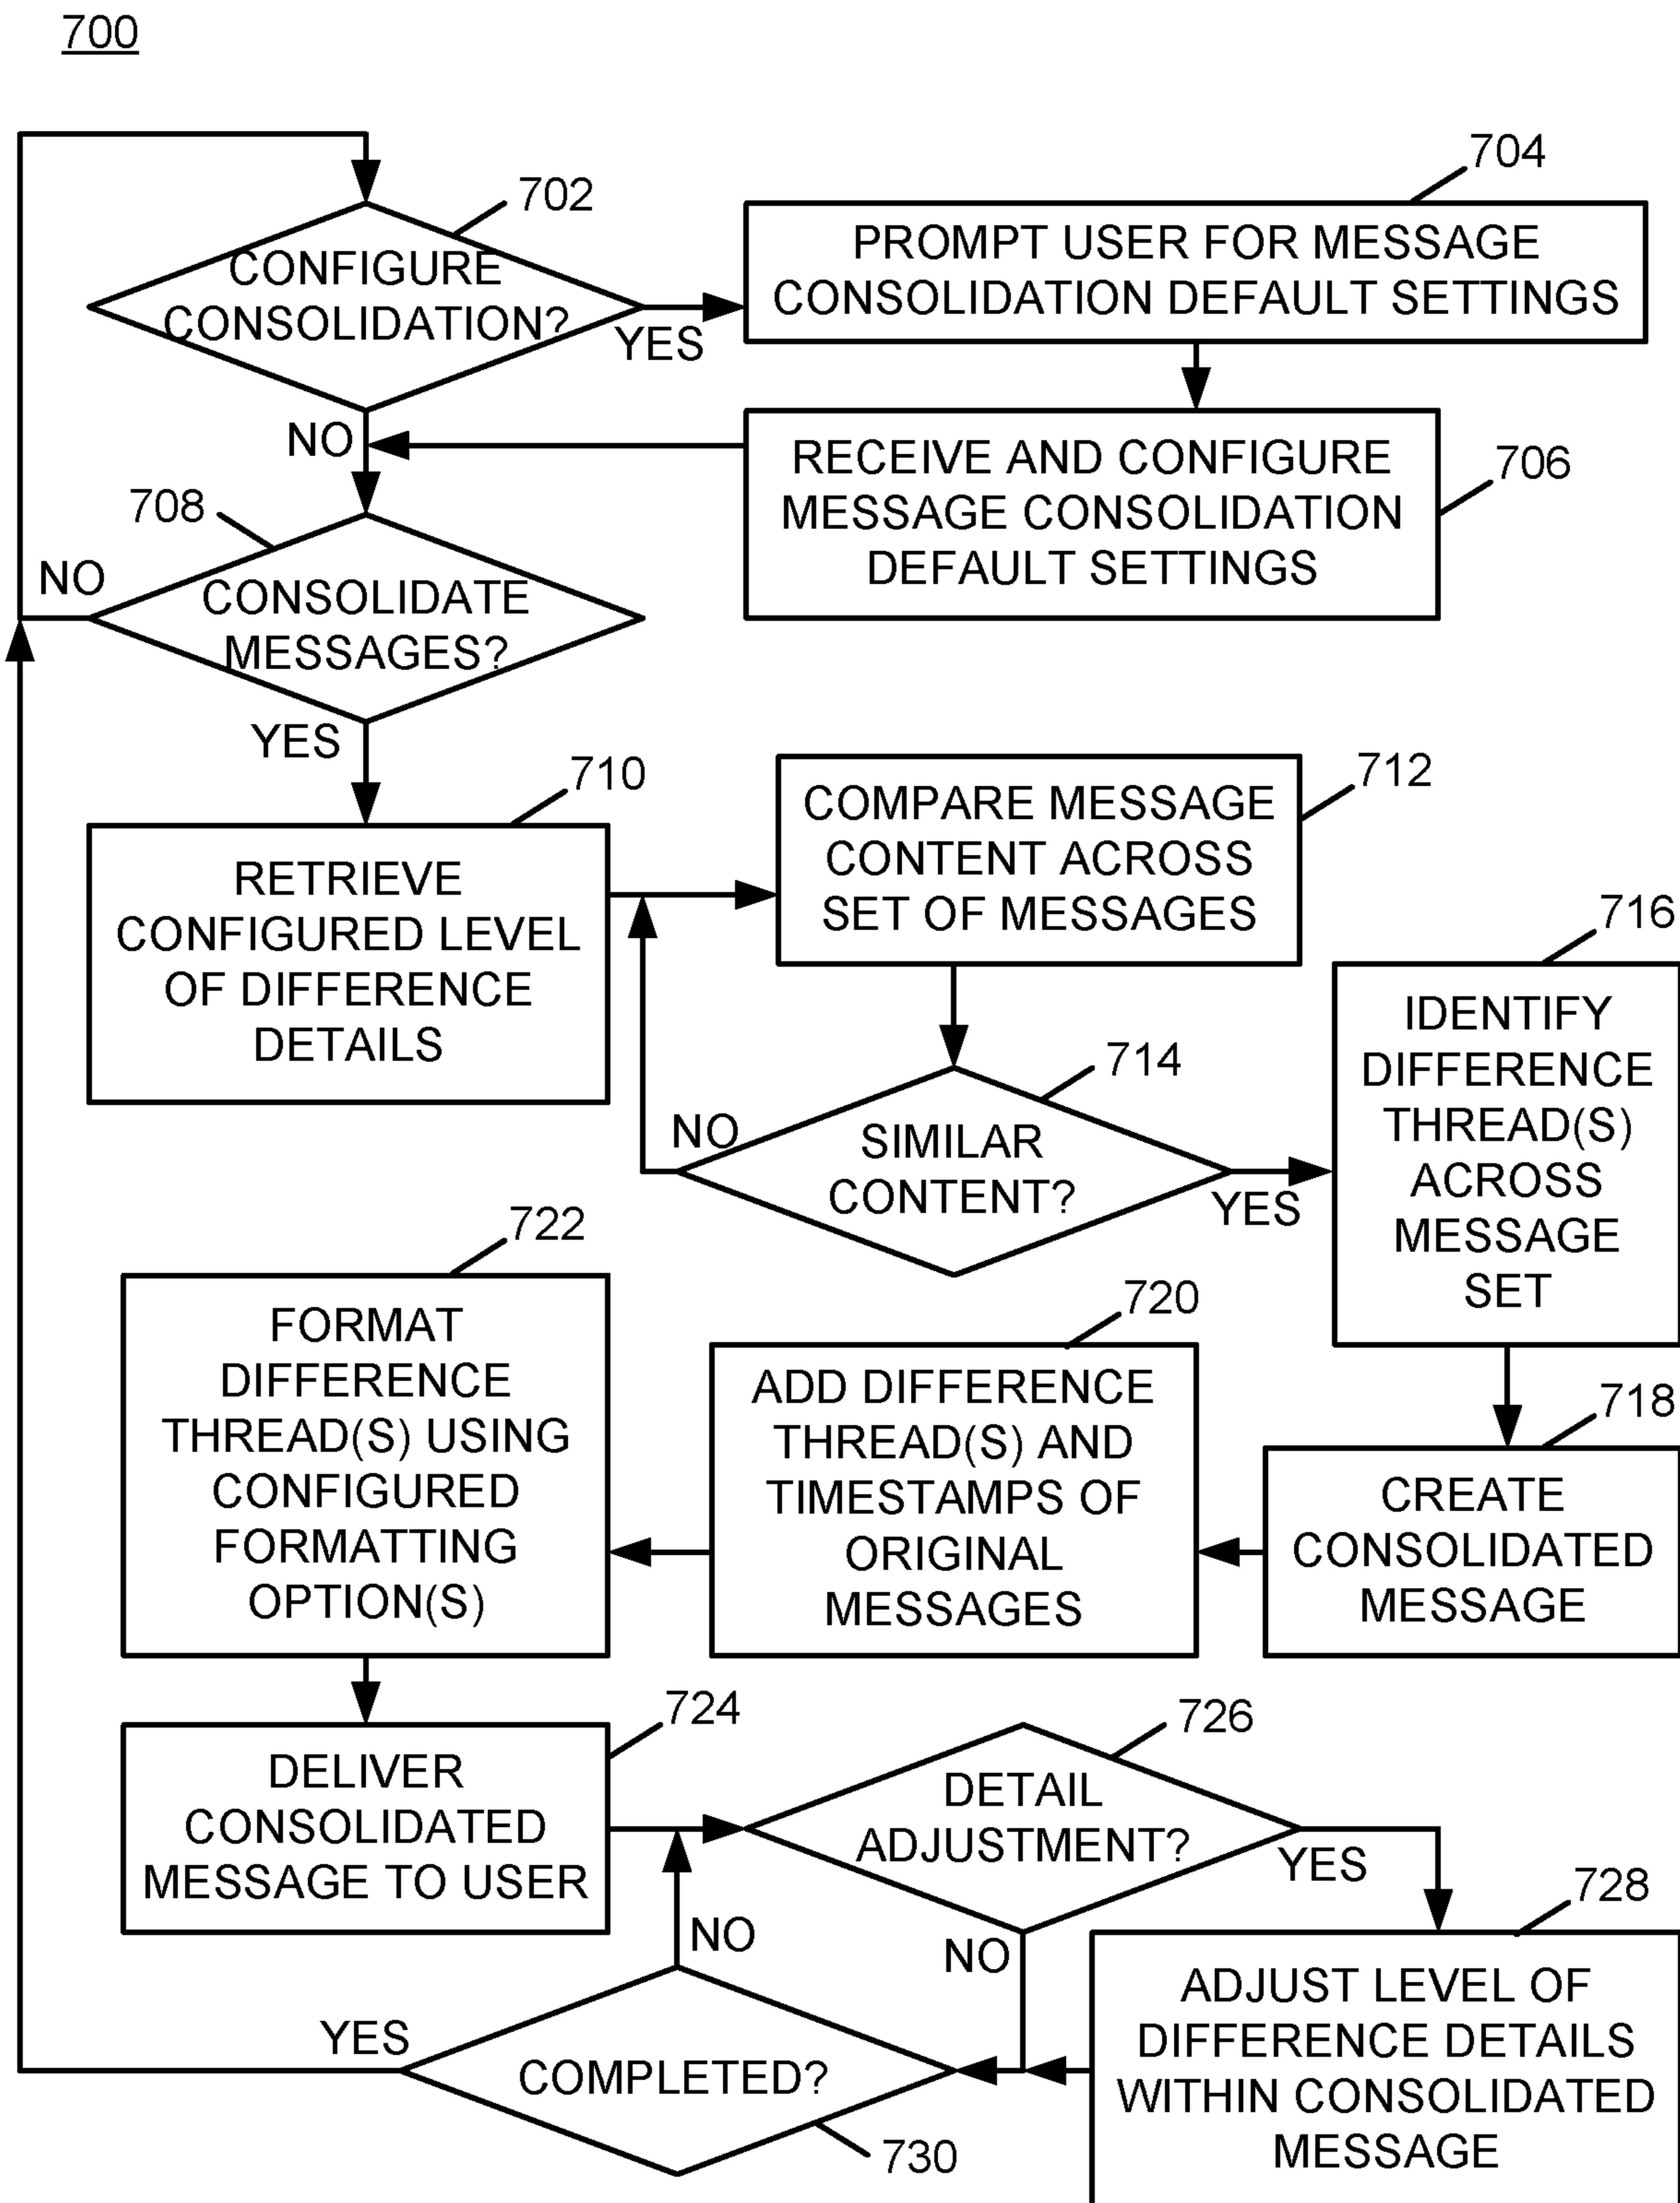 700
702
CONFIGURE
CONSOLIDATION?
YES
NO
704
PROMPT USER FOR MESSAGE
CONSOLIDATION DEFAULT SETTINGS
706
RECEIVE AND CONFIGURE
MESSAGE CONSOLIDATION
DEFAULT SETTINGS
708
NO
CONSOLIDATE
MESSAGES?
YES
710
RETRIEVE
CONFIGURED LEVEL
OF DIFFERENCE
DETAILS
712
COMPARE MESSAGE
CONTENT ACROSS
SET OF MESSAGES
714
NO
SIMILAR
CONTENT?
YES
716
IDENTIFY
DIFFERENCE
THREAD(S)
ACROSS
MESSAGE
SET
718
CREATE
CONSOLIDATED
MESSAGE
720
ADD DIFFERENCE
THREAD(S) AND
TIMESTAMPS OF
ORIGINAL
MESSAGES
722
FORMAT
DIFFERENCE
THREAD(S) USING
CONFIGURED
FORMATTING
OPTION(S)
724
DELIVER
CONSOLIDATED
MESSAGE TO USER
726
DETAIL
ADJUSTMENT?
YES
NO
728
ADJUST LEVEL OF
DIFFERENCE DETAILS
WITHIN CONSOLIDATED
MESSAGE
NO
YES
COMPLETED?
730